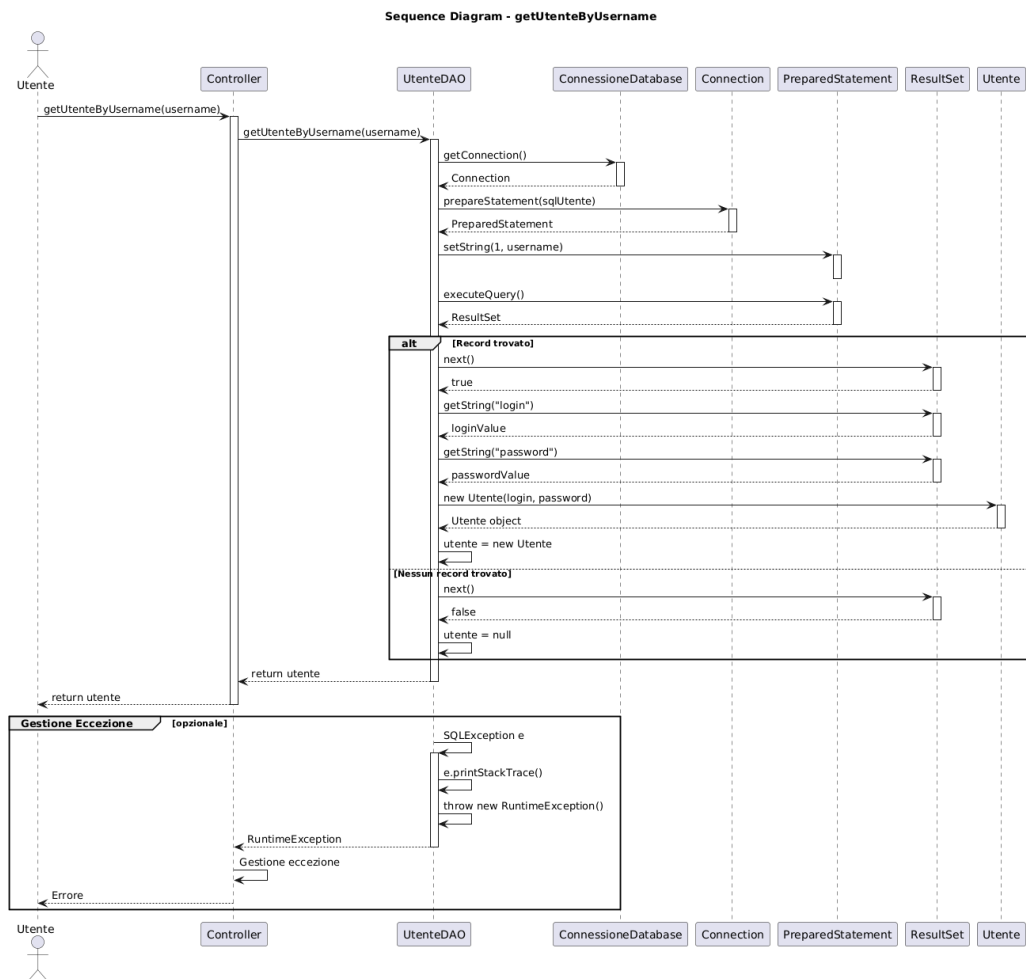 Sequence Diagram - getUtenteByUsername
Utente
Controller
UtenteDAO
ConnessioneDatabase
Connection
PreparedStatement
ResultSet
Utente
getUtenteByUsername(username)
getUtenteByUsername(username)
getConnection()
Connection
prepareStatement(sqlUtente)
PreparedStatement
setString(1, username)
executeQuery()
ResultSet
alt [Record trovato]
next()
true
getString("login")
loginValue
getString("password")
passwordValue
new Utente(login, password)
Utente object
utente = new Utente
[Nessun record trovato]
next()
false
utente = null
return utente
return utente
Gestione Eccezione [opzionale]
SQLException e
e.printStackTrace()
throw new RuntimeException()
RuntimeException
Gestione eccezione
Errore
Utente
Controller
UtenteDAO
ConnessioneDatabase
Connection
PreparedStatement
ResultSet
Utente